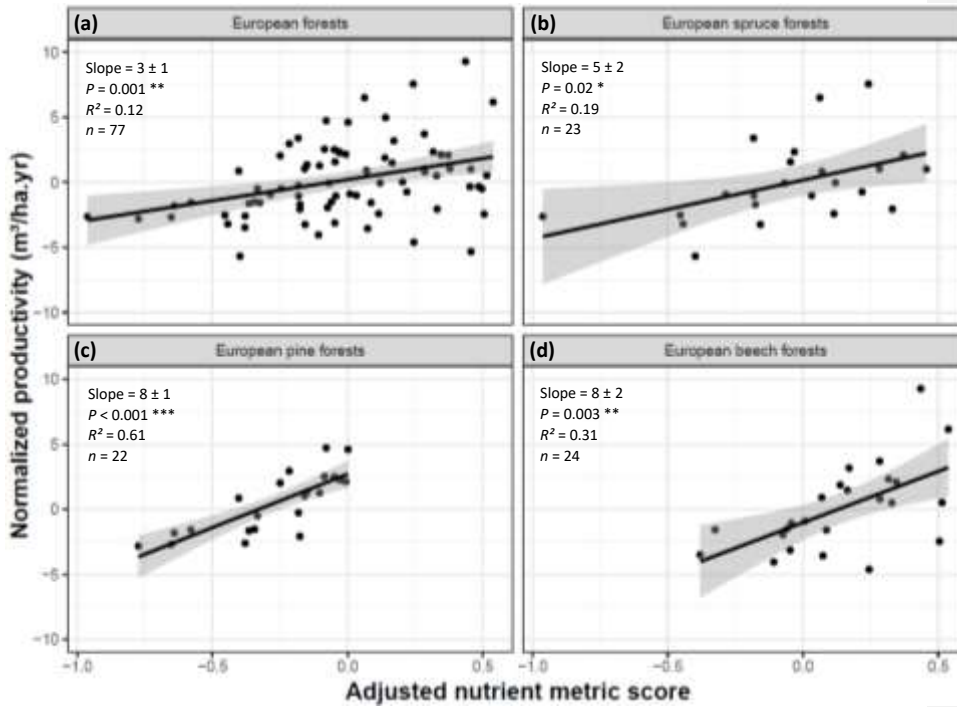 (a) European forests
(b) European spruce forests
Slope = 3 ± 1
P = 0.001 **
R² = 0.12
n = 77
Slope = 5 ± 2
P = 0.02 *
R² = 0.19
n = 23
10
5
0
−5
−10
(c) European pine forests
(d) European beech forests
Slope = 8 ± 1
P < 0.001 ***
R² = 0.61
n = 22
Slope = 8 ± 2
P = 0.003 **
R² = 0.31
n = 24
10
5
0
−5
−10
−1.0 −0.5 0.0 0.5
−1.0 −0.5 0.0 0.5
Normalized productivity (m³/ha.yr)
Adjusted nutrient metric score